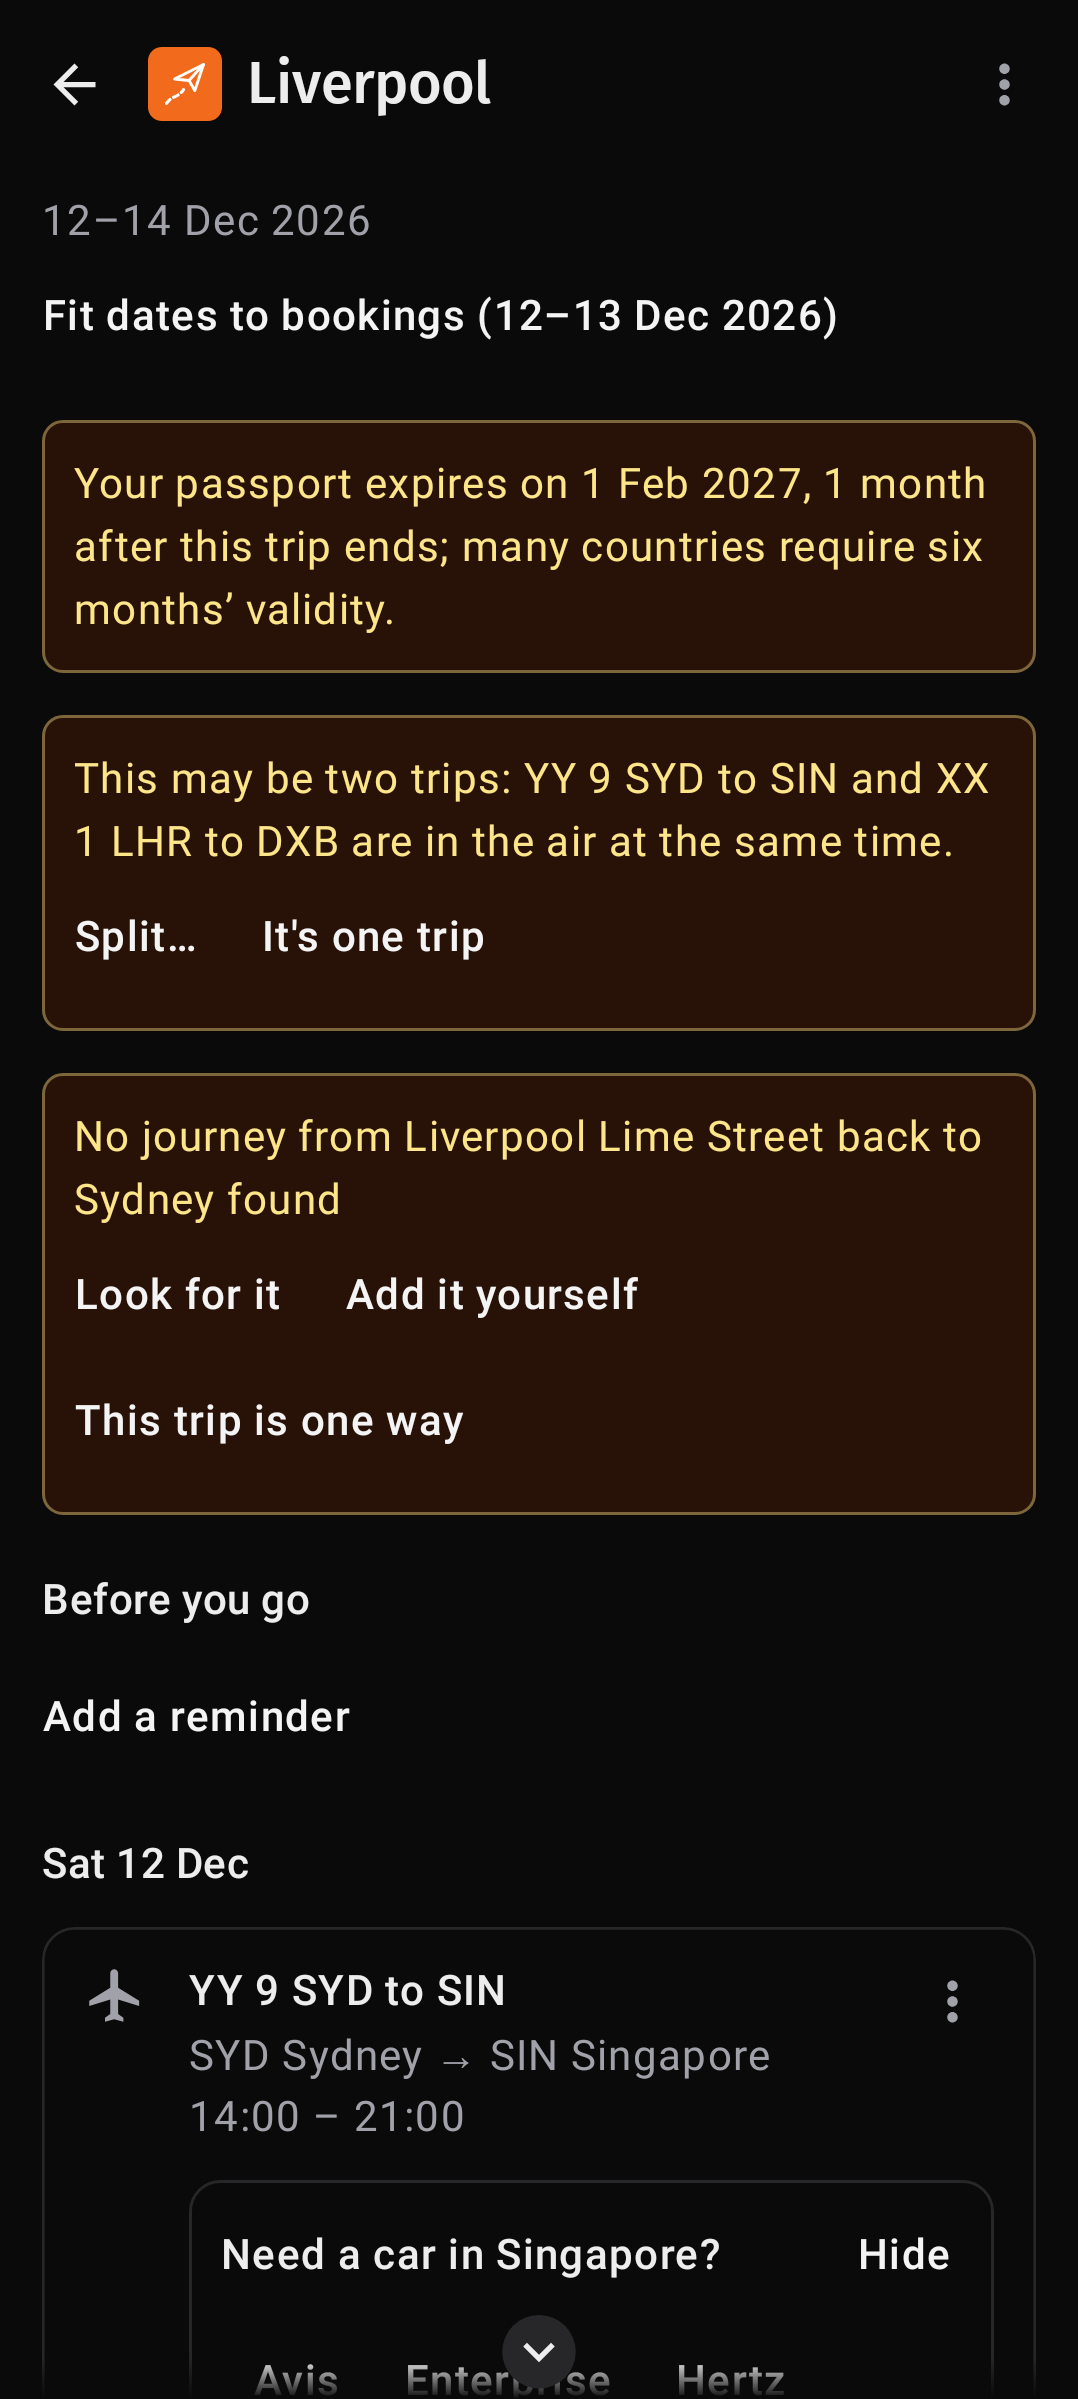 Liverpool
12–14 Dec 2026
Fit dates to bookings (12–13 Dec 2026)
Your passport expires on 1 Feb 2027, 1 month
after this trip ends; many countries require six
months’ validity.
This may be two trips: YY 9 SYD to SIN and XX
1 LHR to DXB are in the air at the same time.
Split… It's one trip
No journey from Liverpool Lime Street back to
Sydney found
Look for it Add it yourself
This trip is one way
Before you go
Add a reminder
Sat 12 Dec
YY 9 SYD to SIN
SYD Sydney → SIN Singapore
14:00 – 21:00
Need a car in Singapore? Hide
Avis Enterprise Hertz